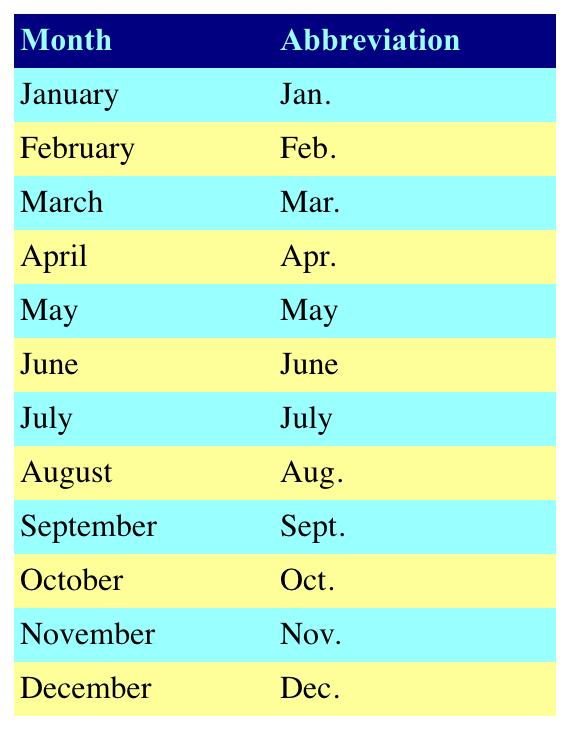 Month Abbreviation
January Jan.
February Feb.
March Mar.
April Apr.
May May
June June
July July
August Aug.
September Sept.
October Oct.
November Nov.
December Dec.